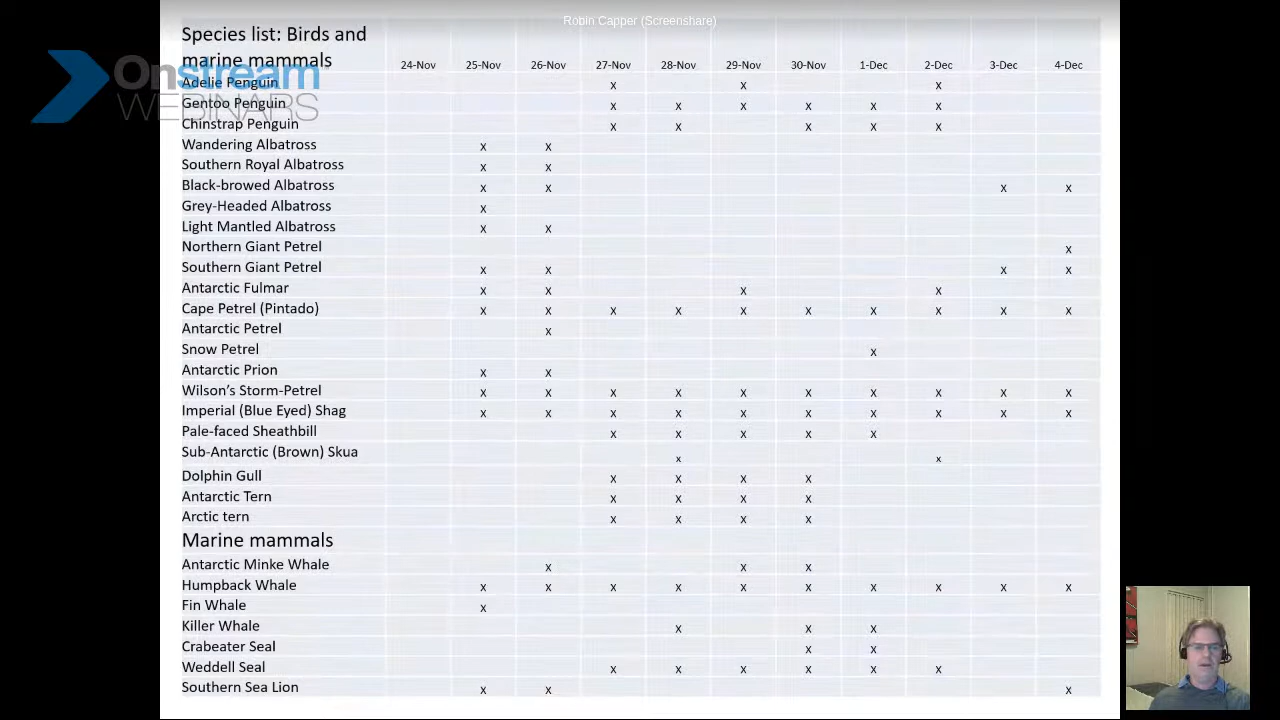 Robin Capper (Screenshare)
Onstream
WEBINARS
Species list: Birds and
marine mammals 24-Nov 25-Nov 26-Nov 27-Nov 28-Nov 29-Nov 30-Nov 1-Dec 2-Dec 3-Dec 4-Dec
Adelie Penguin x x x
Gentoo Penguin x x x x x
Chinstrap Penguin x x x x x
Wandering Albatross x x
Southern Royal Albatross x x
Black-browed Albatross x x x x
Grey-Headed Albatross x
Light Mantled Albatross x x
Northern Giant Petrel x
Southern Giant Petrel x x x x
Antarctic Fulmar x x x x
Cape Petrel (Pintado) x x x x x x x x x x
Antarctic Petrel x
Snow Petrel x
Antarctic Prion x x
Wilson's Storm-Petrel x x x x x x x x x x
Imperial (Blue Eyed) Shag x x x x x x x x x x
Pale-faced Sheathbill x x x x x
Sub-Antarctic (Brown) Skua x x
Dolphin Gull x x x x
Antarctic Tern x x x x
Arctic tern x x x x
Marine mammals
Antarctic Minke Whale x x
Humpback Whale x x x x x x x x x x
Fin Whale x
Killer Whale x x x
Crabeater Seal x x
Weddell Seal x x x x x x
Southern Sea Lion x x x